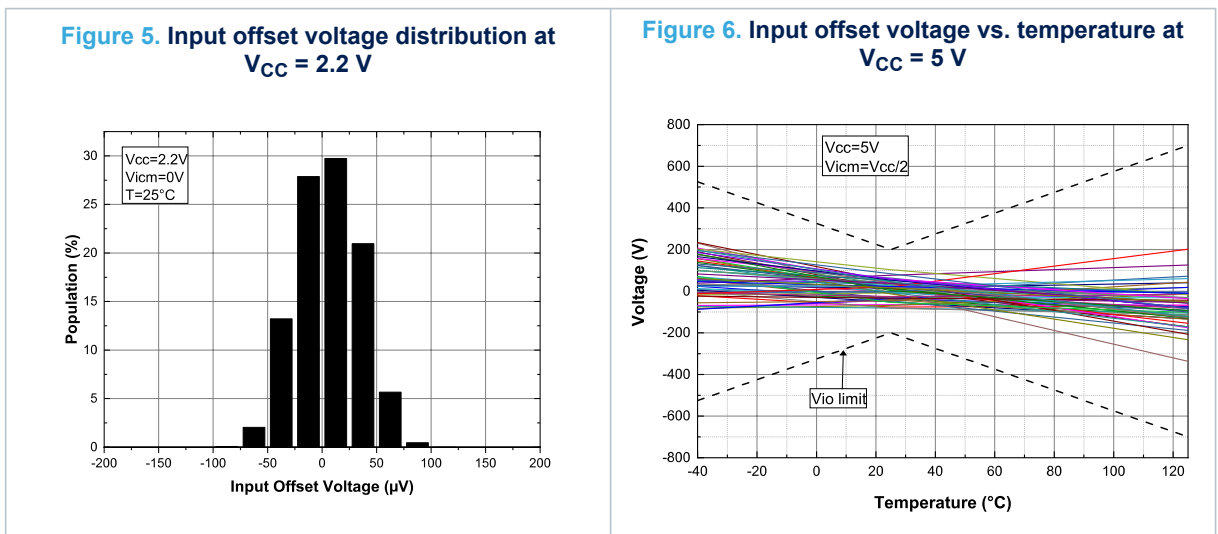 Figure 5. Input offset voltage distribution at
VCC = 2.2 V
Vcc=2.2V
Vicm=0V
T=25°C
Population (%)
30
25
20
15
10
5
0
-200
-150
-100
-50
0
50
100
150
200
Input Offset Voltage (µV)
Figure 6. Input offset voltage vs. temperature at
VCC = 5 V
Vcc=5V
Vicm=Vcc/2
Voltage (V)
800
600
400
200
0
-200
-400
-600
-800
Vio limit
-40
-20
0
20
40
60
80
100
120
Temperature (°C)